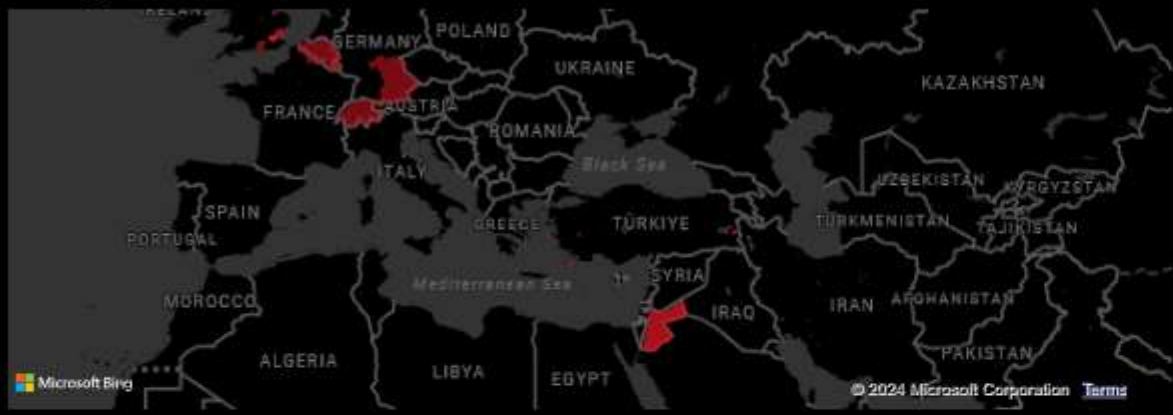 IRELAND
POLAND
GERMANY
UKRAINE
KAZAKHSTAN
FRANCE
AUSTRIA
ROMANIA
Black Sea
ITALY
UZBEKISTAN
KYRGYZSTAN
SPAIN
GREECE
TÜRKIYE
TURKMENISTAN
TAJIKISTAN
PORTUGAL
Mediterranean Sea
SYRIA
MOROCCO
IRAQ
IRAN
AFGHANISTAN
ALGERIA
LIBYA
EGYPT
PAKISTAN
Microsoft Bing
© 2024 Microsoft Corporation Terms